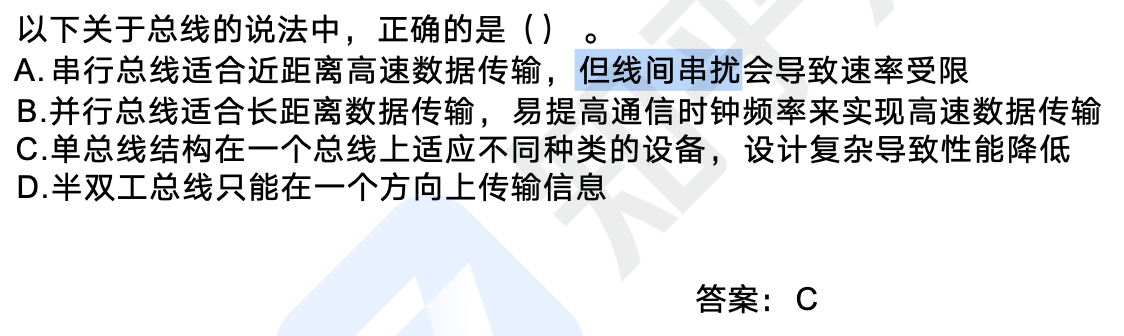 以下关于总线的说法中，正确的是（） 。
A.串行总线适合近距离高速数据传输，但线间串扰会导致速率受限
B.并行总线适合长距离数据传输，易提高通信时钟频率来实现高速数据传输
C.单总线结构在一个总线上适应不同种类的设备，设计复杂导致性能降低
D.半双工总线只能在一个方向上传输信息
知乎
答案：C